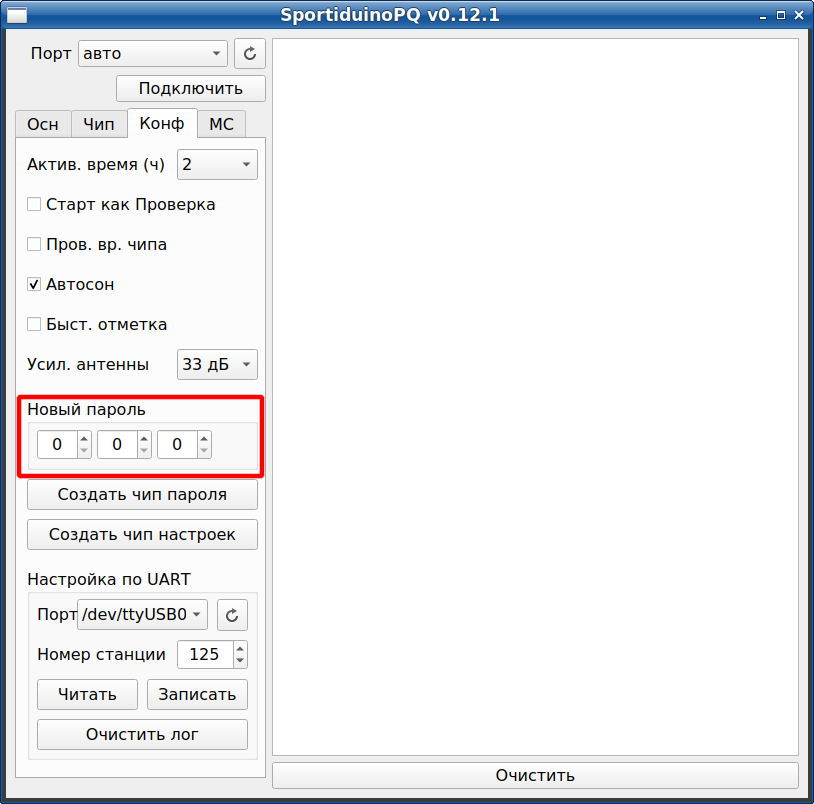 SportiduinoPQ v0.12.1
Порт авто
Подключить
Осн Чип Конф МС
Актив. время (ч) 2
Старт как Проверка
Пров. вр. чипа
Автосон
Быст. отметка
Усил. антенны 33 дБ
Новый пароль
0 0 0
Создать чип пароля
Создать чип настроек
Настройка по UART
Порт /dev/ttyUSB0
Номер станции 125
Читать Записать
Очистить лог
Очистить